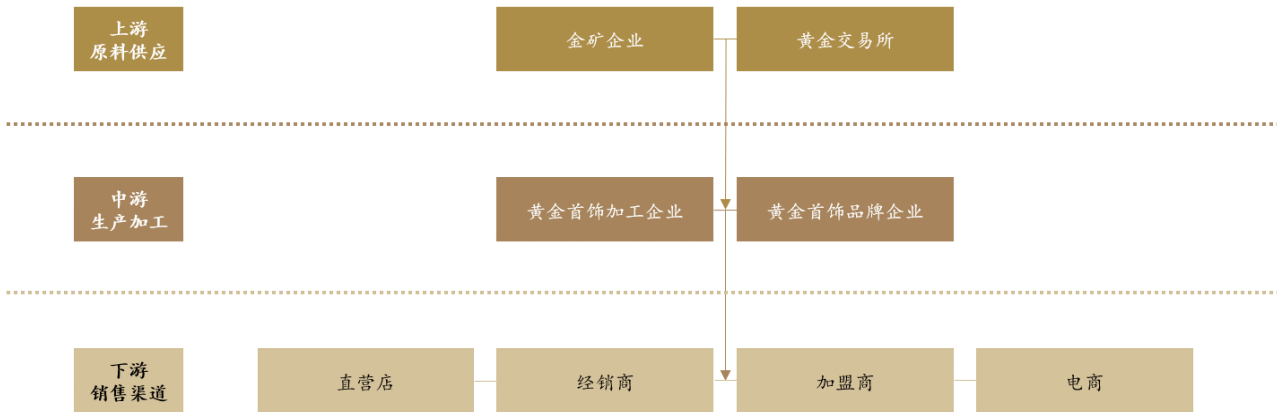 上游
原料供应
金矿企业
黄金交易所
中游
生产加工
黄金首饰加工企业
黄金首饰品牌企业
下游
销售渠道
直营店
经销商
加盟商
电商